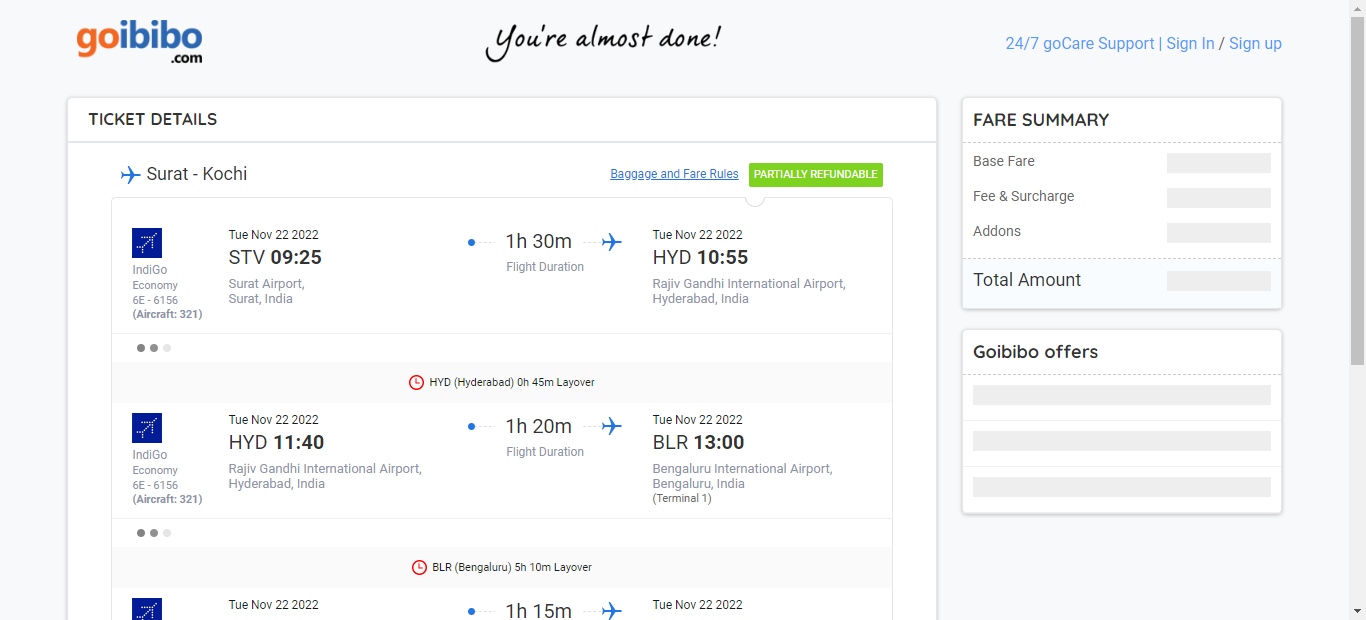 goibibo
.com
You're almost done!
24/7 goCare Support | Sign In / Sign up
TICKET DETAILS
Surat - Kochi
Baggage and Fare Rules
PARTIALLY REFUNDABLE
IndiGo
Economy
6E - 6156
(Aircraft: 321)
Tue Nov 22 2022
STV 09:25
Surat Airport,
Surat, India
1h 30m
Flight Duration
Tue Nov 22 2022
HYD 10:55
Rajiv Gandhi International Airport,
Hyderabad, India
HYD (Hyderabad) 0h 45m Layover
IndiGo
Economy
6E - 6156
(Aircraft: 321)
Tue Nov 22 2022
HYD 11:40
Rajiv Gandhi International Airport,
Hyderabad, India
1h 20m
Flight Duration
Tue Nov 22 2022
BLR 13:00
Bengaluru International Airport,
Bengaluru, India
(Terminal 1)
BLR (Bengaluru) 5h 10m Layover
Tue Nov 22 2022
1h 15m
Tue Nov 22 2022
FARE SUMMARY
Base Fare
Fee & Surcharge
Addons
Total Amount
Goibibo offers